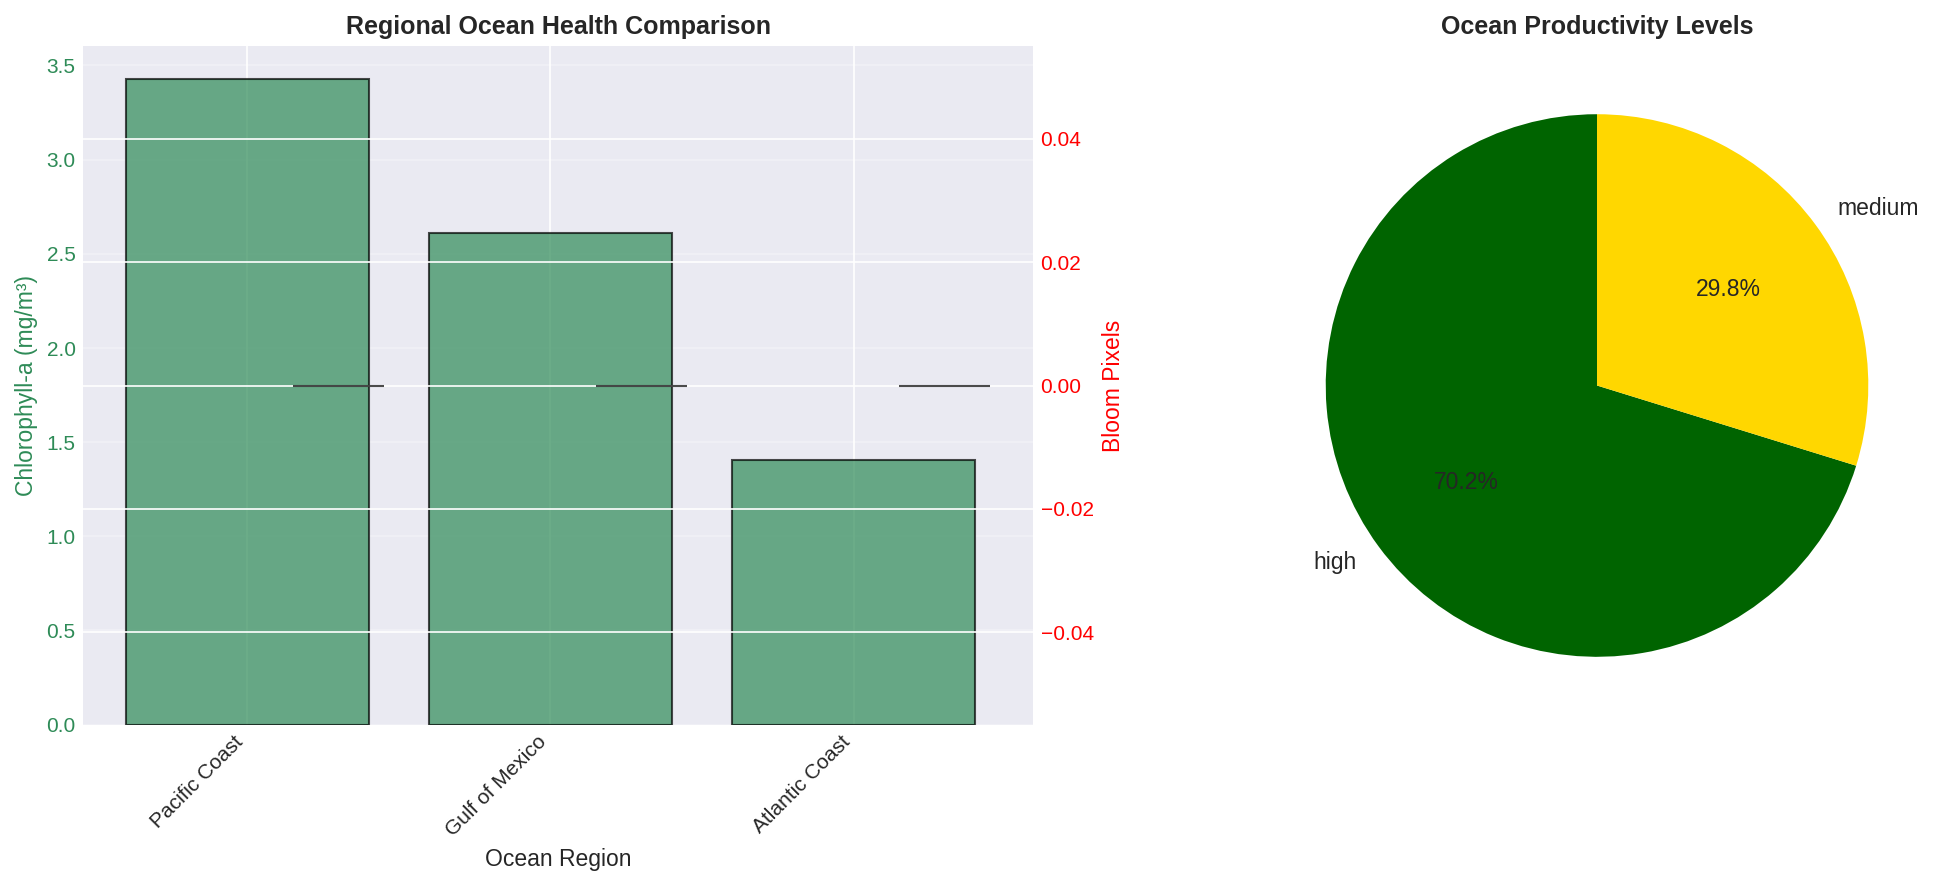 Regional Ocean Health Comparison
Chlorophyll-a (mg/m³)
3.5
3.0
2.5
2.0
1.5
1.0
0.5
0.0
0.04
0.02
0.00
−0.02
−0.04
Bloom Pixels
Pacific Coast
Gulf of Mexico
Atlantic Coast
Ocean Region
Ocean Productivity Levels
medium
29.8%
70.2%
high